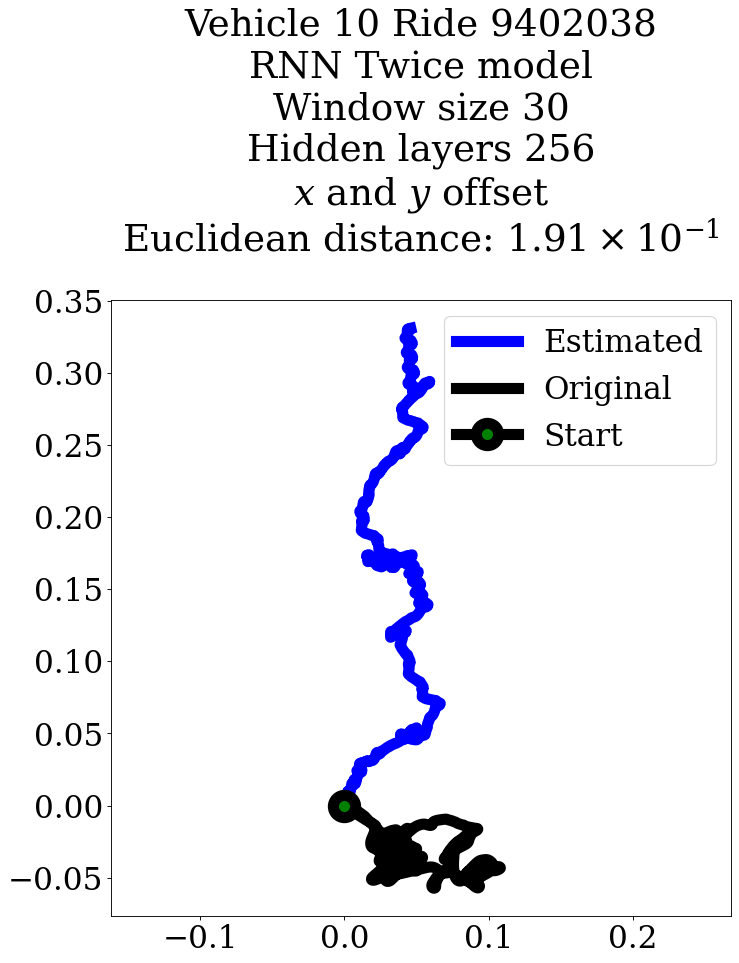 Vehicle 10 Ride 9402038
RNN Twice model
Window size 30
Hidden layers 256
x and y offset
Euclidean distance: 1.91 × 10⁻¹
0.35
Estimated
0.30
Original
0.25
Start
0.20
0.15
0.10
0.05
0.00
−0.05
−0.1 0.0 0.1 0.2